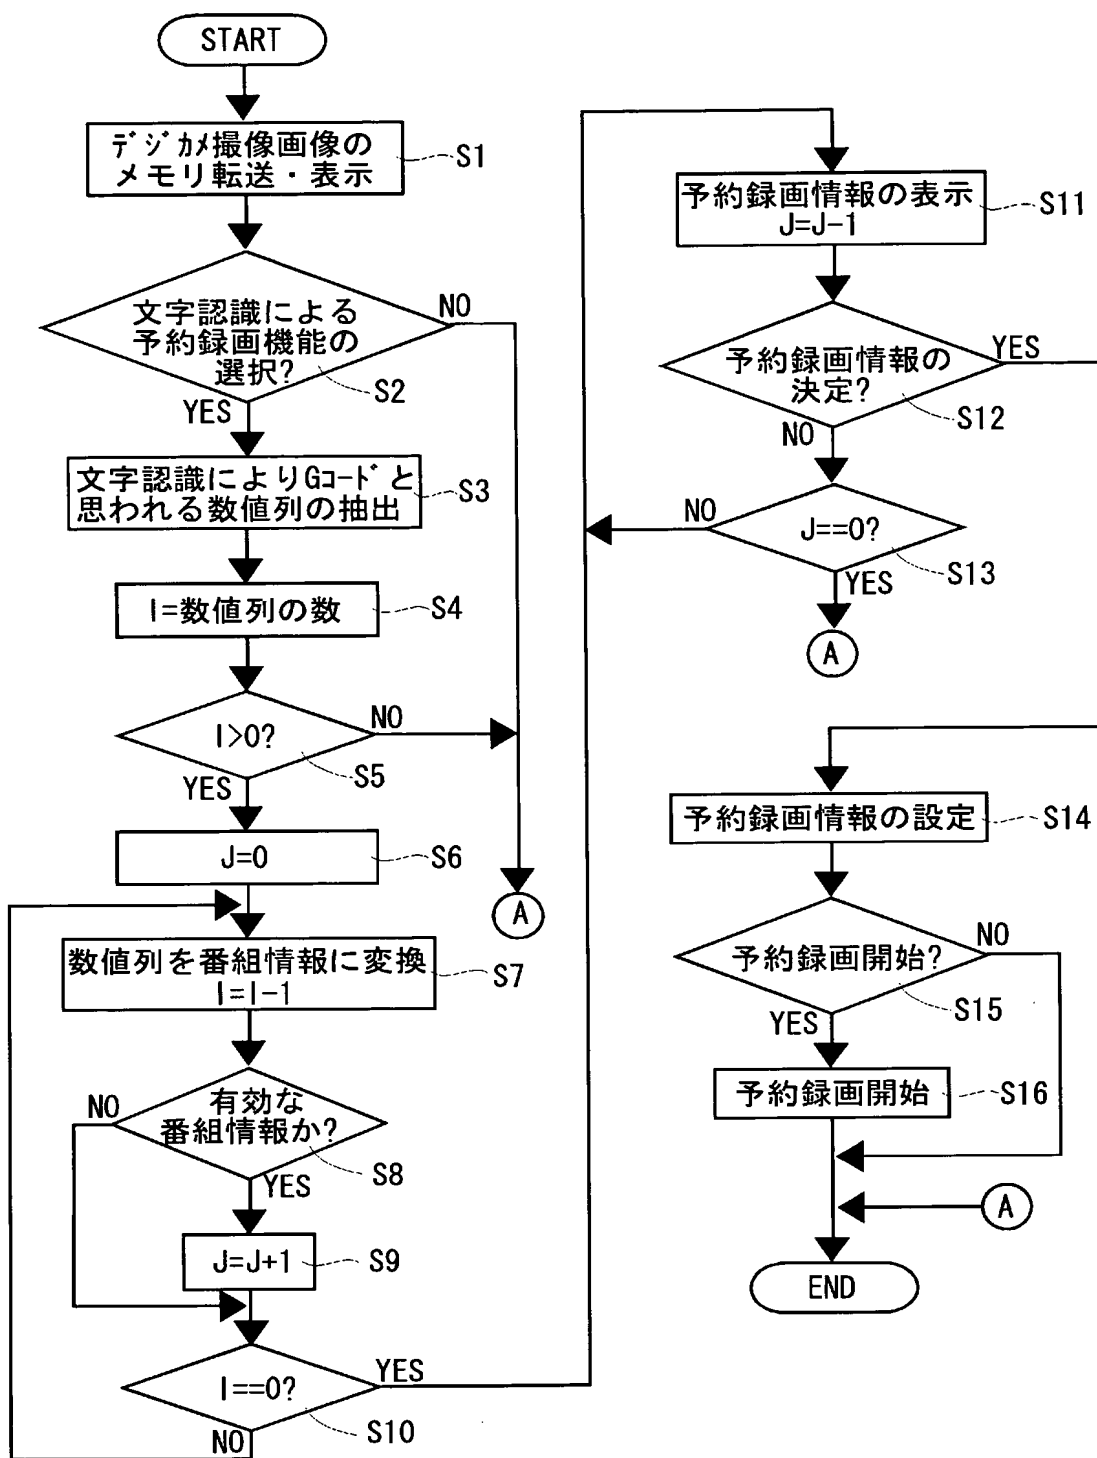 START
デジカメ撮像画像の
メモリ転送・表示
S1
文字認識による
予約録画機能の
選択?
NO
S2
YES
文字認識によりGコードと
思われる数値列の抽出
S3
I=数値列の数
S4
I>0?
NO
S5
YES
J=0
S6
A
数値列を番組情報に変換
I=I-1
S7
有効な
番組情報か?
NO
S8
YES
J=J+1
S9
I==0?
YES
S10
NO
予約録画情報の表示
J=J-1
S11
予約録画情報の
決定?
YES
S12
NO
J==0?
NO
S13
YES
A
予約録画情報の設定
S14
予約録画開始?
NO
S15
YES
予約録画開始
S16
A
END